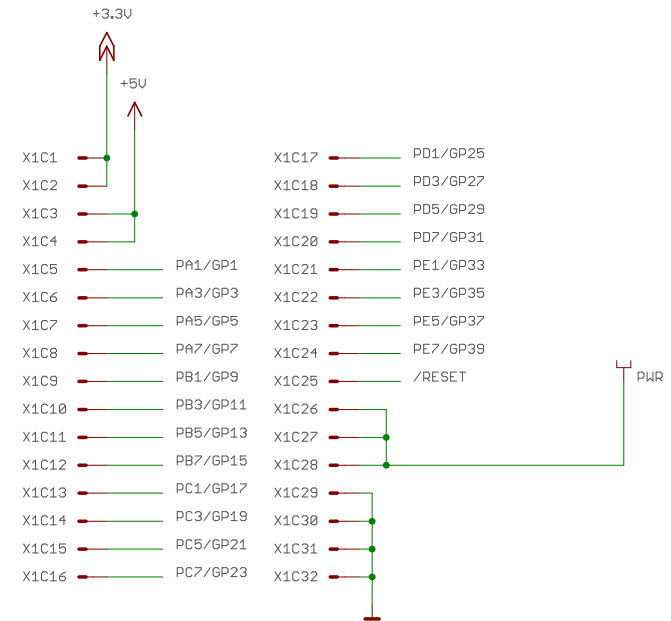 +3.3V
+5V
X1C1
X1C2
X1C3
X1C4
X1C5 PA1/GP1
X1C6 PA3/GP3
X1C7 PA5/GP5
X1C8 PA7/GP7
X1C9 PB1/GP9
X1C10 PB3/GP11
X1C11 PB5/GP13
X1C12 PB7/GP15
X1C13 PC1/GP17
X1C14 PC3/GP19
X1C15 PC5/GP21
X1C16 PC7/GP23
X1C17 PD1/GP25
X1C18 PD3/GP27
X1C19 PD5/GP29
X1C20 PD7/GP31
X1C21 PE1/GP33
X1C22 PE3/GP35
X1C23 PE5/GP37
X1C24 PE7/GP39
X1C25 /RESET
X1C26
X1C27
X1C28
X1C29
X1C30
X1C31
X1C32
PWR